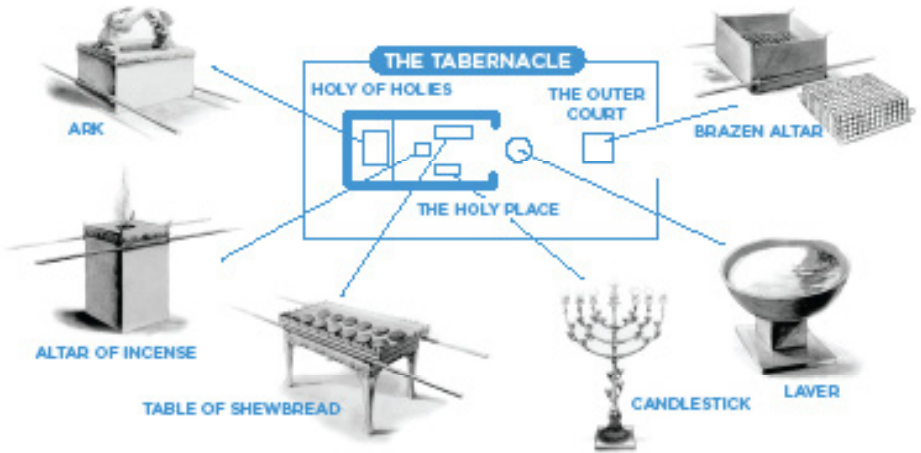 THE TABERNACLE
HOLY OF HOLIES
THE OUTER
COURT
ARK
BRAZEN ALTAR
THE HOLY PLACE
ALTAR OF INCENSE
TABLE OF SHEWBREAD
CANDLESTICK
LAVER